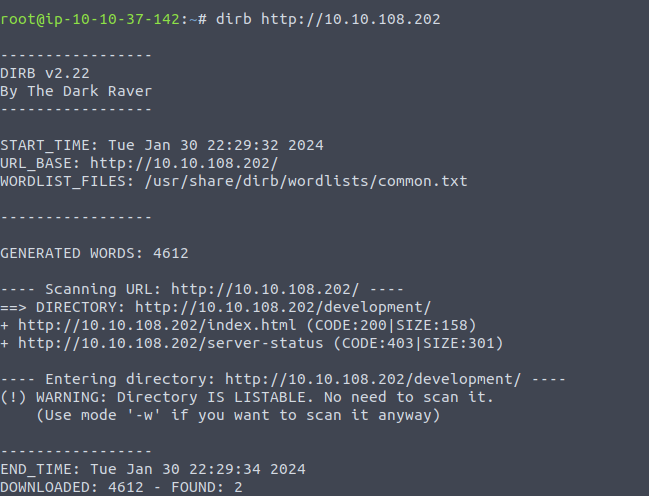 root@ip-10-10-37-142:~# dirb http://10.10.108.202
-----------------
DIRB v2.22
By The Dark Raver
-----------------
START_TIME: Tue Jan 30 22:29:32 2024
URL_BASE: http://10.10.108.202/
WORDLIST_FILES: /usr/share/dirb/wordlists/common.txt
-----------------
GENERATED WORDS: 4612
---- Scanning URL: http://10.10.108.202/ ----
==> DIRECTORY: http://10.10.108.202/development/
+ http://10.10.108.202/index.html (CODE:200|SIZE:158)
+ http://10.10.108.202/server-status (CODE:403|SIZE:301)
---- Entering directory: http://10.10.108.202/development/ ----
(!) WARNING: Directory IS LISTABLE. No need to scan it.
    (Use mode '-w' if you want to scan it anyway)
-----------------
END_TIME: Tue Jan 30 22:29:34 2024
DOWNLOADED: 4612 - FOUND: 2